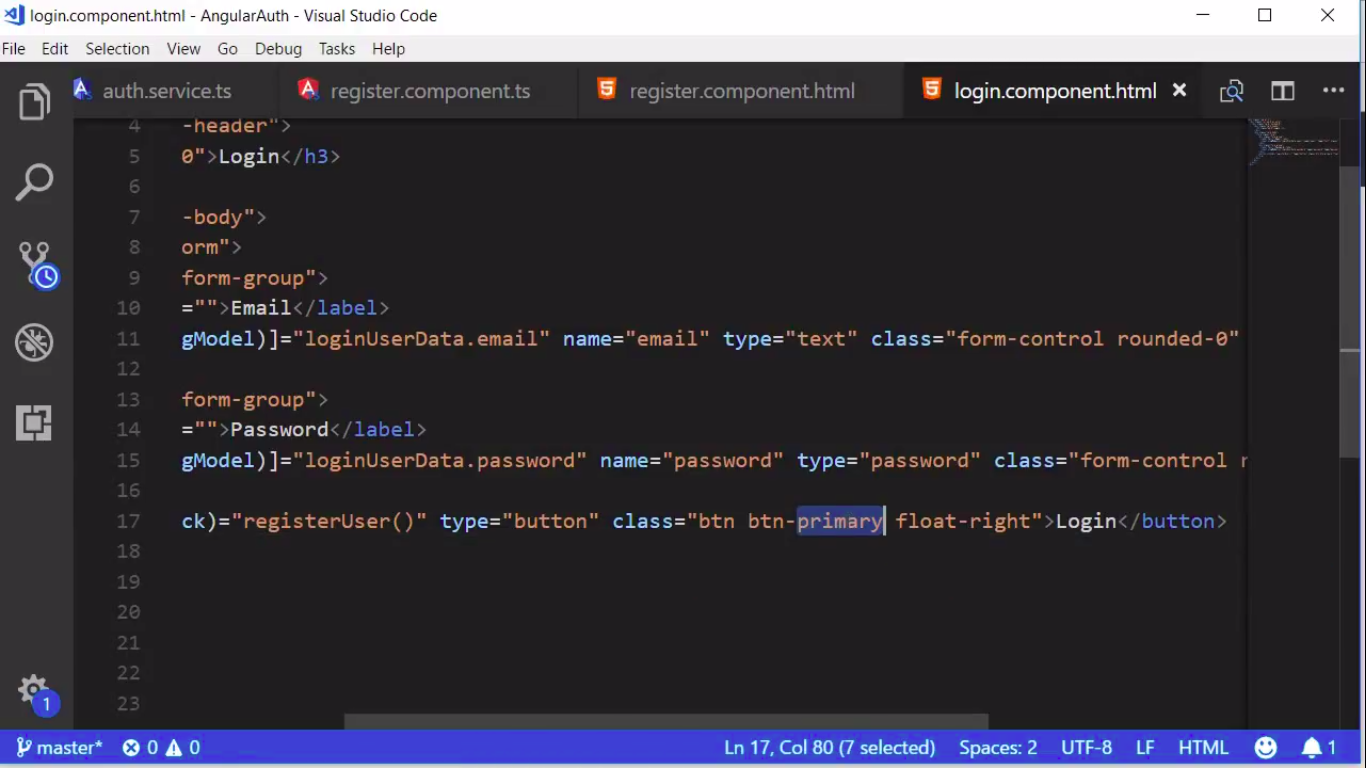 login.component.html - AngularAuth - Visual Studio Code
File Edit Selection View Go Debug Tasks Help
auth.service.ts register.component.ts register.component.html login.component.html
4 -header">
5 0">Login</h3>
6
7 -body">
8 orm">
9 form-group">
10 ="">Email</label>
11 gModel)]="loginUserData.email" name="email" type="text" class="form-control rounded-0"
12
13 form-group">
14 ="">Password</label>
15 gModel)]="loginUserData.password" name="password" type="password" class="form-control r
16
17 ck)="registerUser()" type="button" class="btn btn-primary float-right">Login</button>
18
19
20
21
22
23
1
master* 0 0 Ln 17, Col 80 (7 selected) Spaces: 2 UTF-8 LF HTML 1